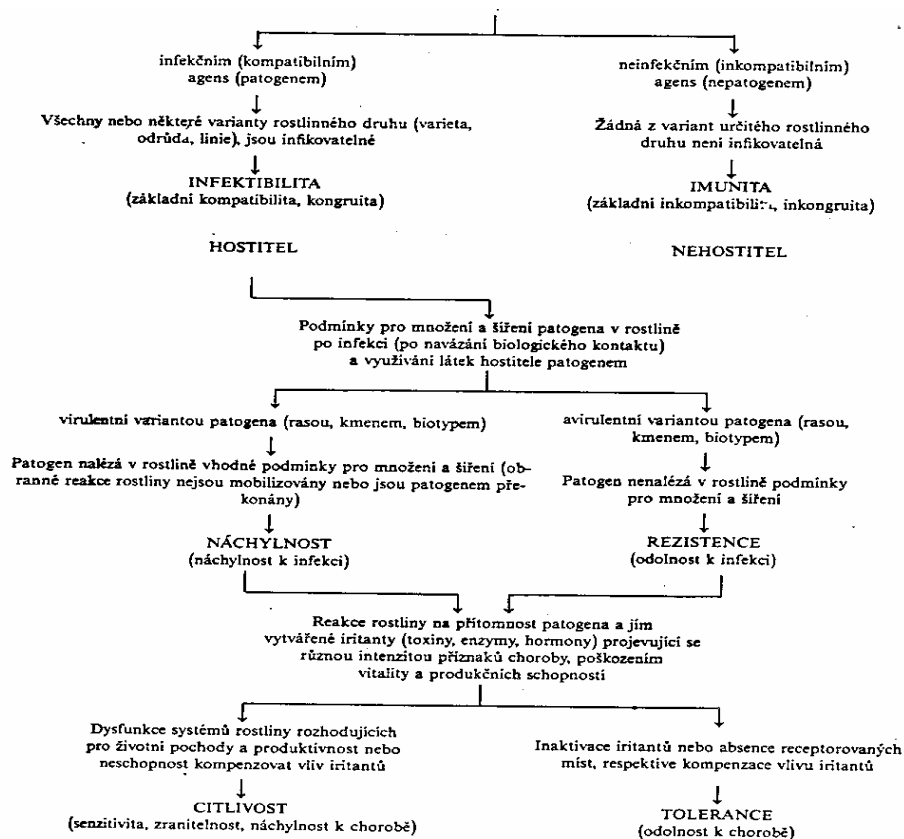 infekčním (kompatibilním)
agens (patogenem)
neinfekčním (inkompatibilním)
agens (nepatogenem)
Všechny nebo některé varianty rostlinného druhu (varieta,
odrůda, linie), jsou infikovatelné
Žádná z variant určitého rostlinného
druhu není infikovatelná
INFEKTIBILITA
(základní kompatibilita, kongruita)
IMUNITA
(základní inkompatibilita, inkongruita)
HOSTITEL
NEHOSTITEL
Podmínky pro množení a šíření patogena v rostlině
po infekci (po navázání biologického kontaktu)
a využívání látek hostitele patogenem
virulentní variantou patogena (rasou, kmenem, biotypem)
avirulentní variantou patogena (rasou,
kmenem, biotypem)
Patogen nalézá v rostlině vhodné podmínky pro množení a šíření (ob-
ranné reakce rostliny nejsou mobilizovány nebo jsou patogenem pře-
konány)
Patogen nenalézá v rostlině podmínky
pro množení a šíření
NÁCHYLNOST
(náchylnost k infekci)
REZISTENCE
(odolnost k infekci)
Reakce rostliny na přítomnost patogena a jím
vytvářené iritanty (toxiny, enzymy, hormony) projevující se
různou intenzitou příznaků choroby, poškozením
vitality a produkčních schopností
Dysfunkce systémů rostliny rozhodujících
pro životní pochody a produktivnost nebo
neschopnost kompenzovat vliv iritantů
Inaktivace iritantů nebo absence receptorovaných
míst, respektive kompenzace vlivu iritantů
CITLIVOST
(senzitivita, zranitelnost, náchylnost k chorobě)
TOLERANCE
(odolnost k chorobě)